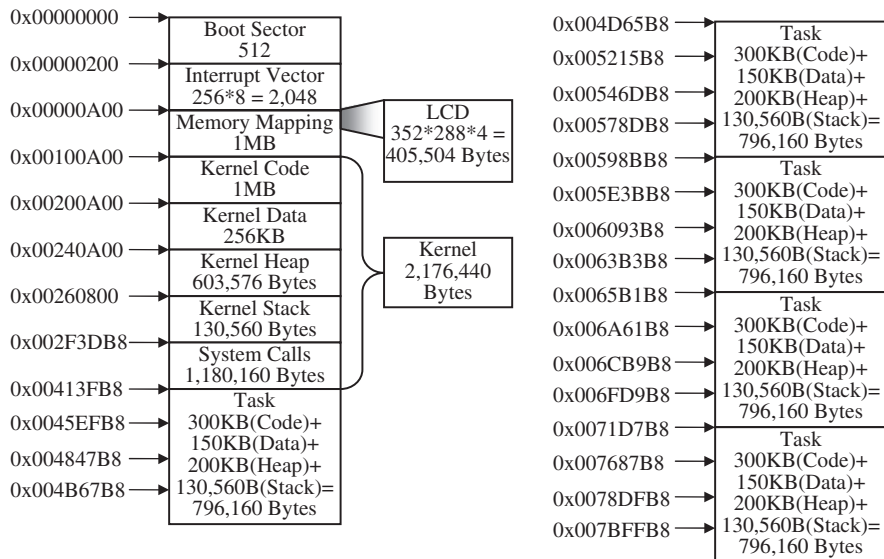 0x00000000
Boot Sector
512
0x00000200
Interrupt Vector
256*8 = 2,048
0x00000A00
Memory Mapping
1MB
LCD
352*288*4 =
405,504 Bytes
0x00100A00
Kernel Code
1MB
0x00200A00
Kernel Data
256KB
0x00240A00
Kernel Heap
603,576 Bytes
Kernel
2,176,440
Bytes
0x00260800
Kernel Stack
130,560 Bytes
0x002F3DB8
System Calls
1,180,160 Bytes
0x00413FB8
Task
300KB(Code)+
150KB(Data)+
200KB(Heap)+
130,560B(Stack)=
796,160 Bytes
0x0045EFB8
0x004847B8
0x004B67B8
0x004D65B8
Task
300KB(Code)+
150KB(Data)+
200KB(Heap)+
130,560B(Stack)=
796,160 Bytes
0x005215B8
0x00546DB8
0x00578DB8
0x00598BB8
Task
300KB(Code)+
150KB(Data)+
200KB(Heap)+
130,560B(Stack)=
796,160 Bytes
0x005E3BB8
0x006093B8
0x0063B3B8
0x0065B1B8
Task
300KB(Code)+
150KB(Data)+
200KB(Heap)+
130,560B(Stack)=
796,160 Bytes
0x006A61B8
0x006CB9B8
0x006FD9B8
0x0071D7B8
Task
300KB(Code)+
150KB(Data)+
200KB(Heap)+
130,560B(Stack)=
796,160 Bytes
0x007687B8
0x0078DFB8
0x007BFFB8